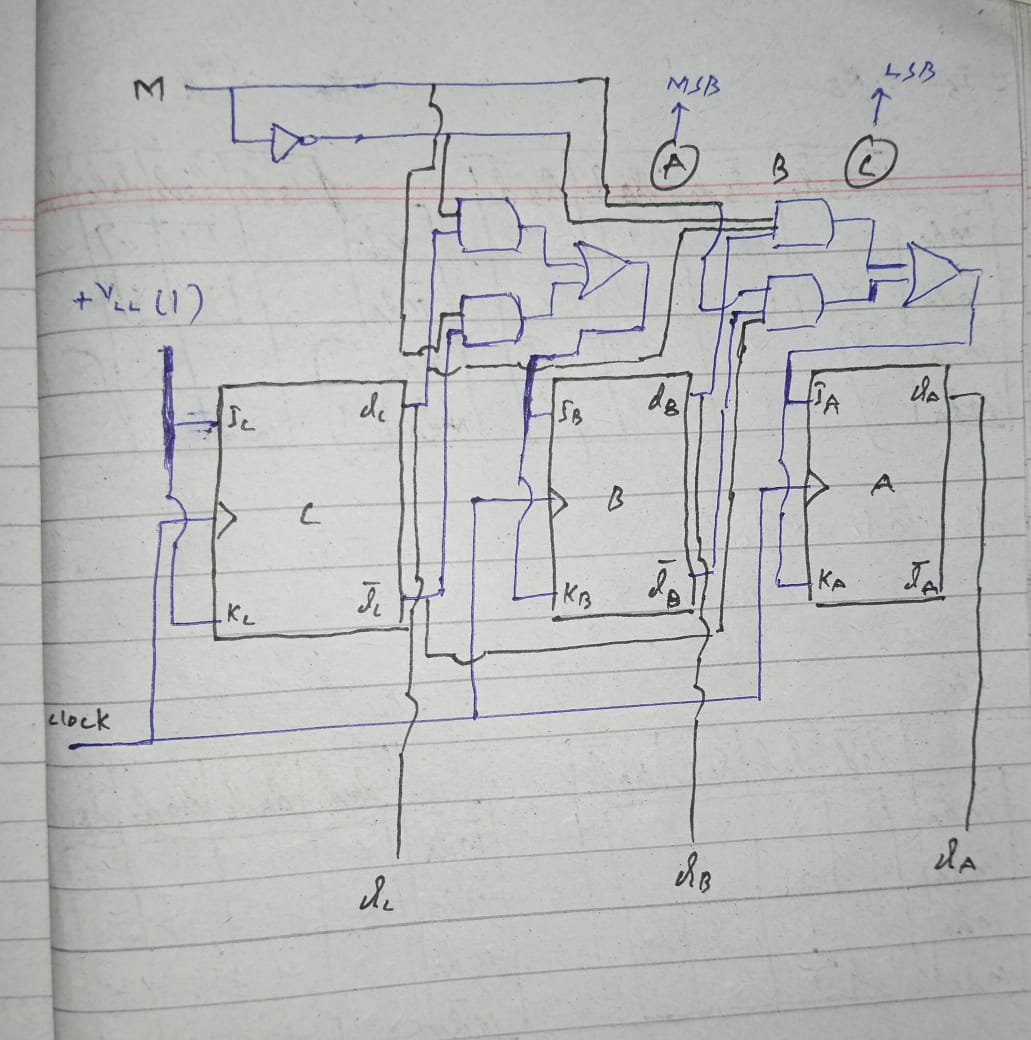 M
MSB
LSB
A B C
+VCC (1)
JC QC
JB QB
JA QA
C
B
A
KC Q̅C
KB Q̅B
KA Q̅A
clock
QC
QB
QA